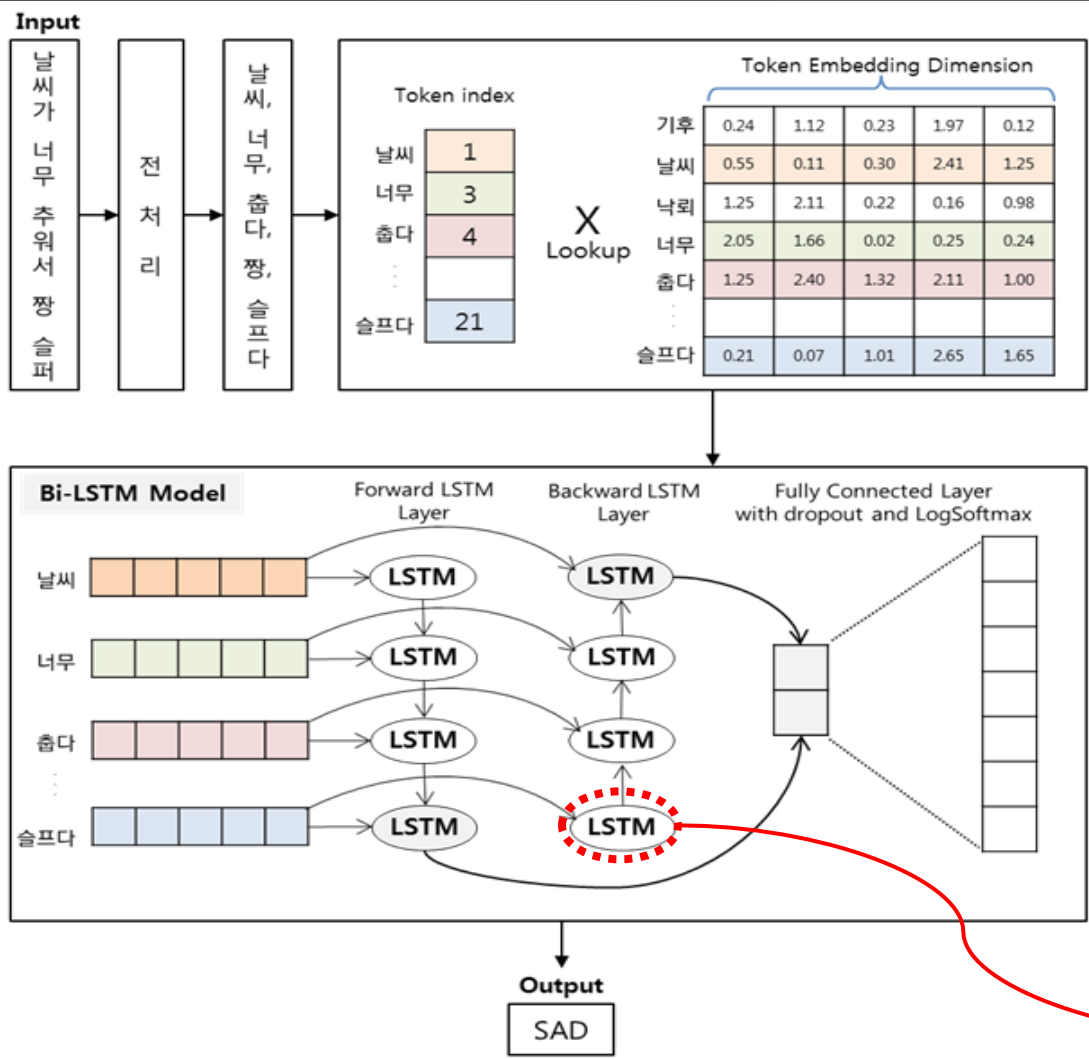 Input
날씨가 너무 추워서 짱 슬퍼
전처리
날씨, 너무, 춥다, 짱, 슬프다
Token index
날씨 1
너무 3
춥다 4
⋮
슬프다 21
X
Lookup
Token Embedding Dimension
기후 0.24 1.12 0.23 1.97 0.12
날씨 0.55 0.11 0.30 2.41 1.25
낙뢰 1.25 2.11 0.22 0.16 0.98
너무 2.05 1.66 0.02 0.25 0.24
춥다 1.25 2.40 1.32 2.11 1.00
⋮
슬프다 0.21 0.07 1.01 2.65 1.65
Bi-LSTM Model
Forward LSTM
Layer
Backward LSTM
Layer
Fully Connected Layer
with dropout and LogSoftmax
날씨 LSTM LSTM
너무 LSTM LSTM
춥다 LSTM LSTM
⋮
슬프다 LSTM LSTM
Output
SAD